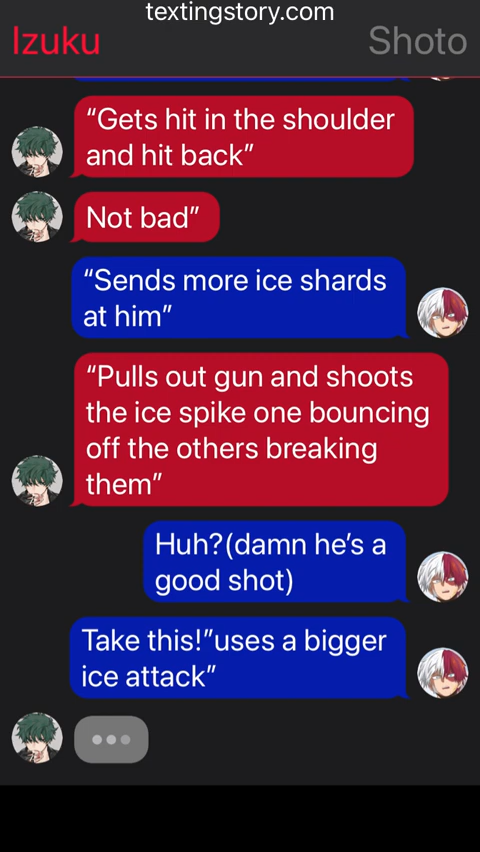 textingstory.com
Izuku
Shoto
“Gets hit in the shoulder
and hit back”
Not bad”
“Sends more ice shards
at him”
“Pulls out gun and shoots
the ice spike one bouncing
off the others breaking
them”
Huh?(damn he’s a
good shot)
Take this!”uses a bigger
ice attack”